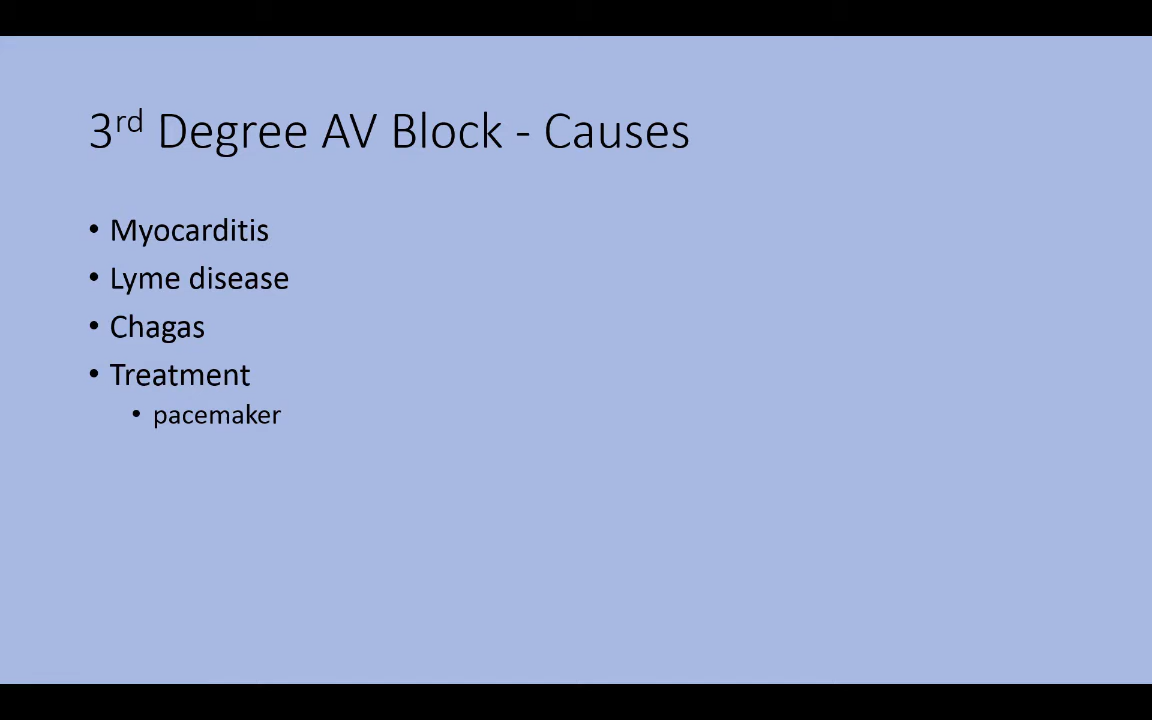 3rd Degree AV Block - Causes
• Myocarditis
• Lyme disease
• Chagas
• Treatment
• pacemaker